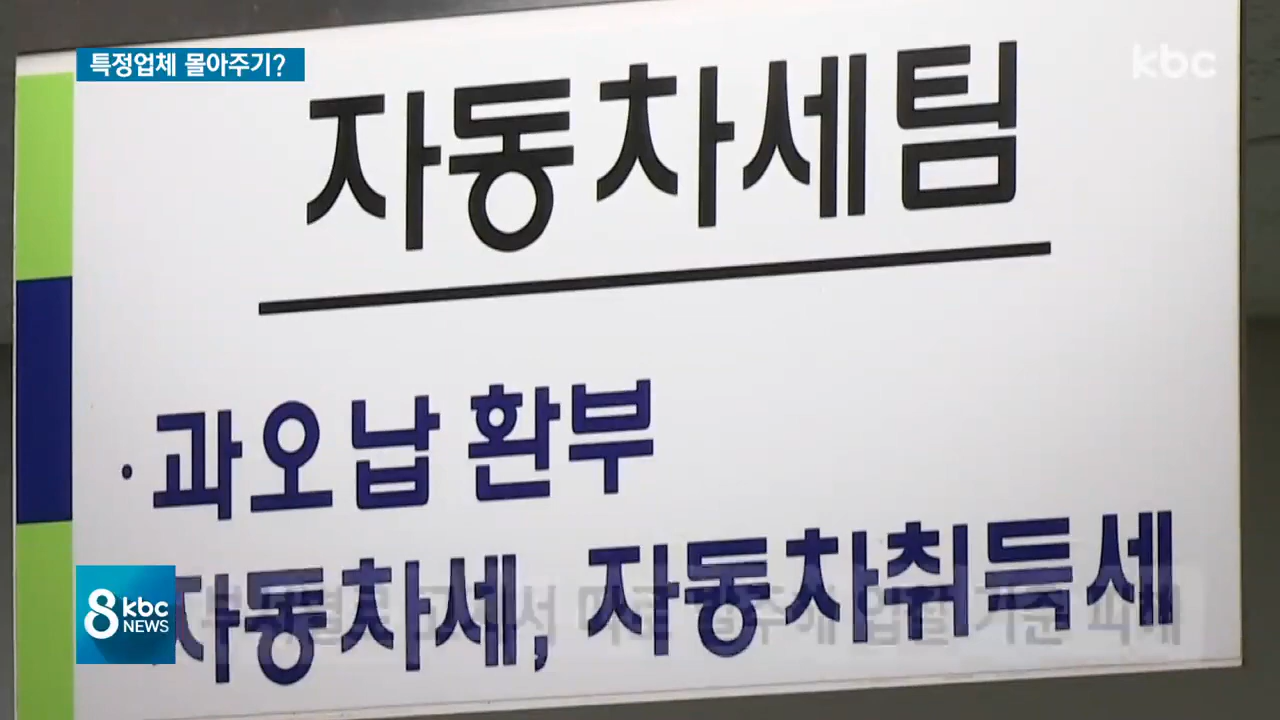 특정업체 몰아주기?
kbc
자동차세팀
· 과오납 환부
자동차세, 자동차취득세
8 kbc
NEWS